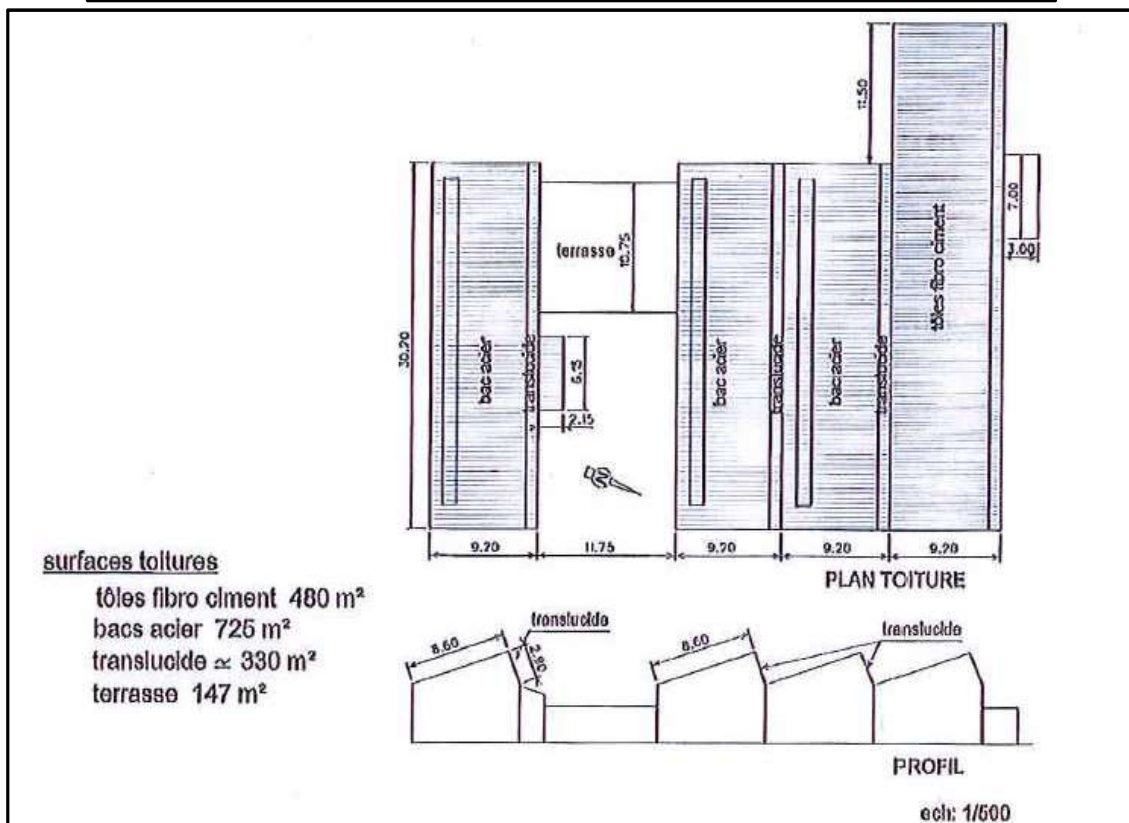 11.50
7.00
3.00
terrasse
10.75
tôles fibro ciment
30.20
bac acier
translucide
6.15
2.15
bac acier
translucide
bac acier
translucide
N
9.20
11.75
9.20
9.20
9.20
PLAN TOITURE
surfaces toitures
tôles fibro ciment 480 m²
bacs acier 725 m²
translucide ≃ 330 m²
terrasse 147 m²
translucide
8.60
2.20
8.60
translucide
PROFIL
ech: 1/500